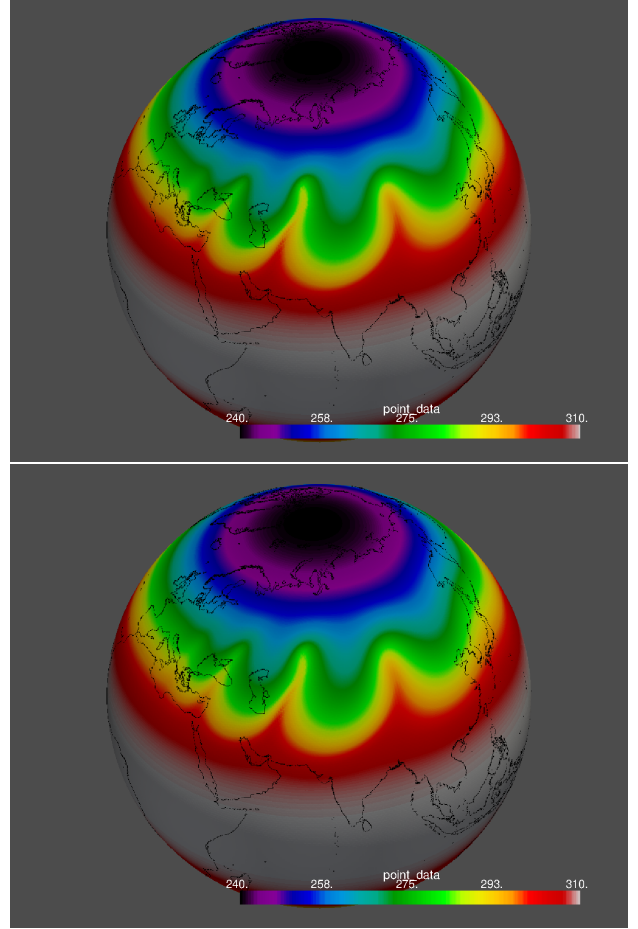 point_data
240. 258. 275. 293. 310.
point_data
240. 258. 275. 293. 310.